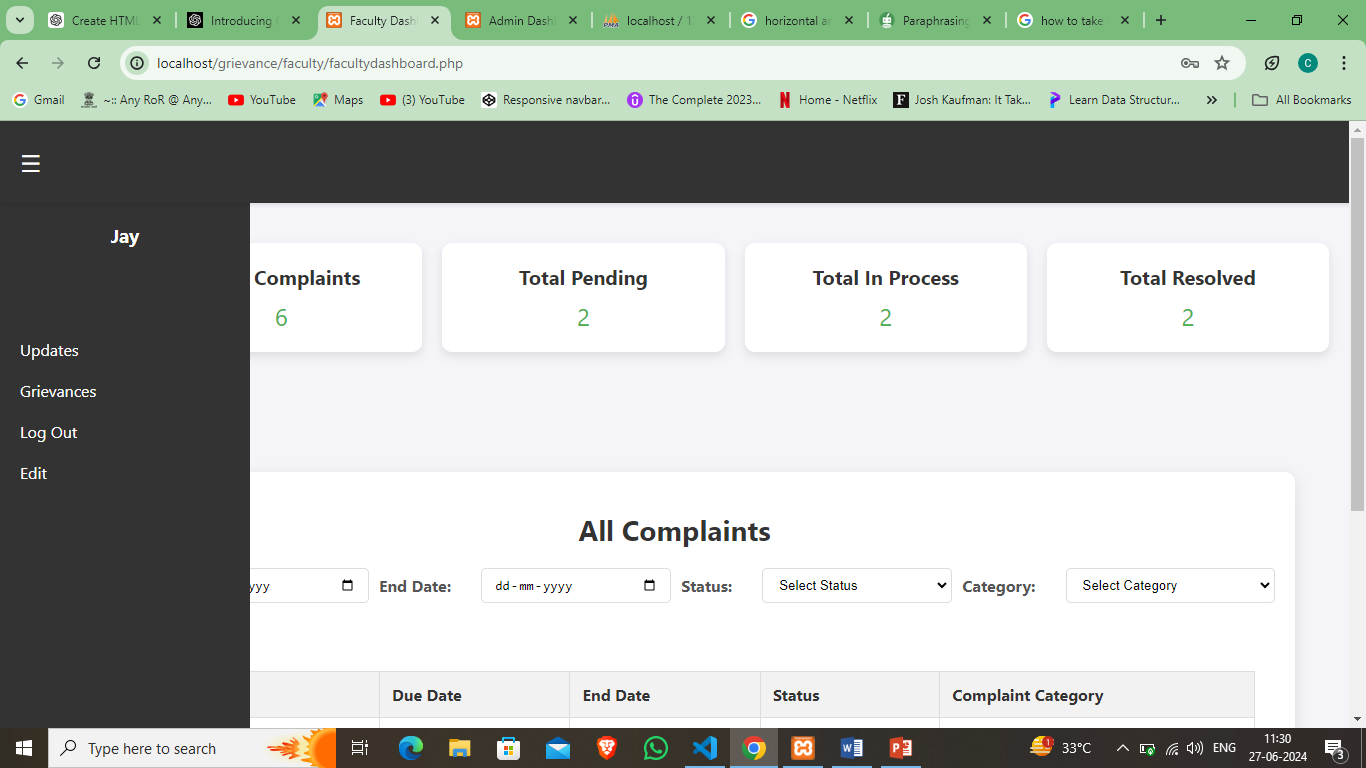 Create HTML
Introducing
Faculty Dash
Admin Dash
localhost / 1
horizontal ar
Paraphrasing
how to take
localhost/grievance/faculty/facultydashboard.php
C
Gmail
~:: Any RoR @ Any...
YouTube
Maps
(3) YouTube
Responsive navbar...
The Complete 2023...
Home - Netflix
Josh Kaufman: It Tak...
Learn Data Structur...
All Bookmarks
☰
Jay
Updates
Grievances
Log Out
Edit
Complaints
6
Total Pending
2
Total In Process
2
Total Resolved
2
All Complaints
yyy
End Date:
dd-mm-yyyy
Status:
Select Status
Category:
Select Category
Due Date
End Date
Status
Complaint Category
Type here to search
1
33°C
ENG
11:30
27-06-2024
3